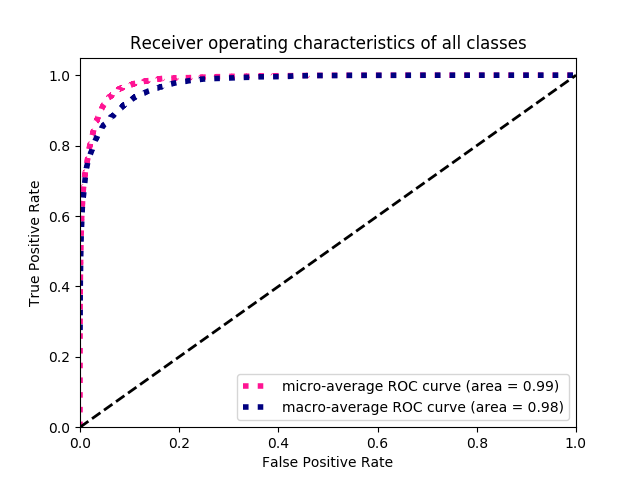 Receiver operating characteristics of all classes
1.0
0.8
0.6
0.4
0.2
0.0
True Positive Rate
micro-average ROC curve (area = 0.99)
macro-average ROC curve (area = 0.98)
0.0 0.2 0.4 0.6 0.8 1.0
False Positive Rate